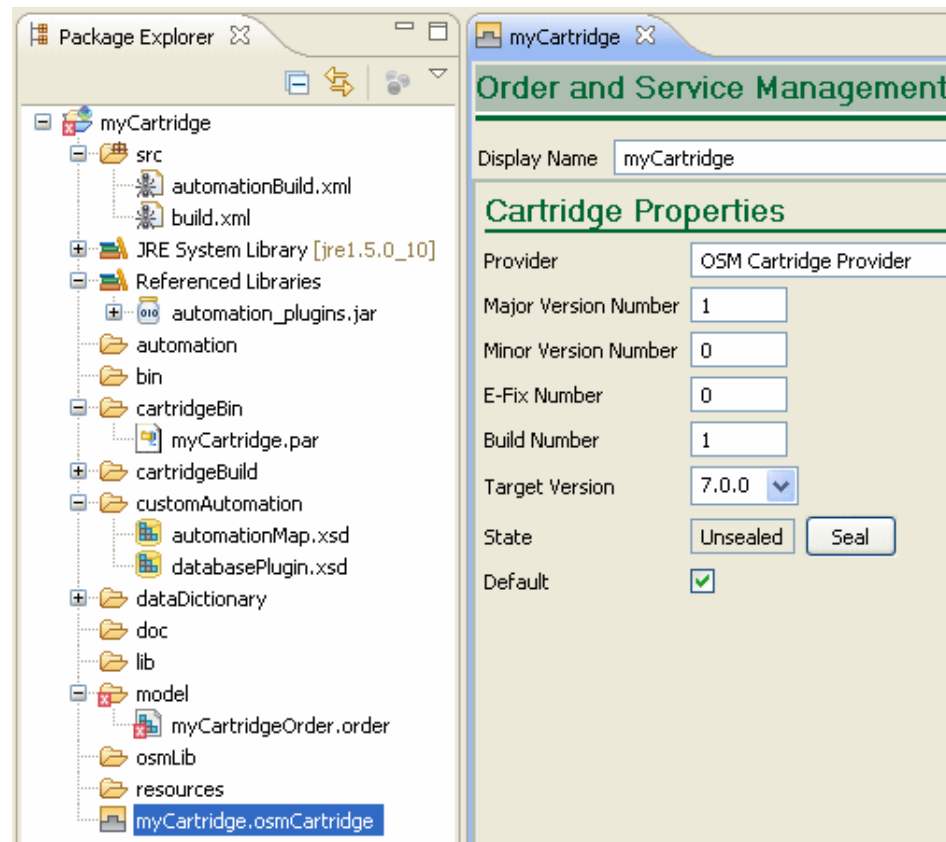 Package Explorer
myCartridge
src
automationBuild.xml
build.xml
JRE System Library [jre1.5.0_10]
Referenced Libraries
automation_plugins.jar
automation
bin
cartridgeBin
myCartridge.par
cartridgeBuild
customAutomation
automationMap.xsd
databasePlugin.xsd
dataDictionary
doc
lib
model
myCartridgeOrder.order
osmLib
resources
myCartridge.osmCartridge
myCartridge
Order and Service Management
Display Name myCartridge
Cartridge Properties
Provider OSM Cartridge Provider
Major Version Number 1
Minor Version Number 0
E-Fix Number 0
Build Number 1
Target Version 7.0.0
State Unsealed Seal
Default